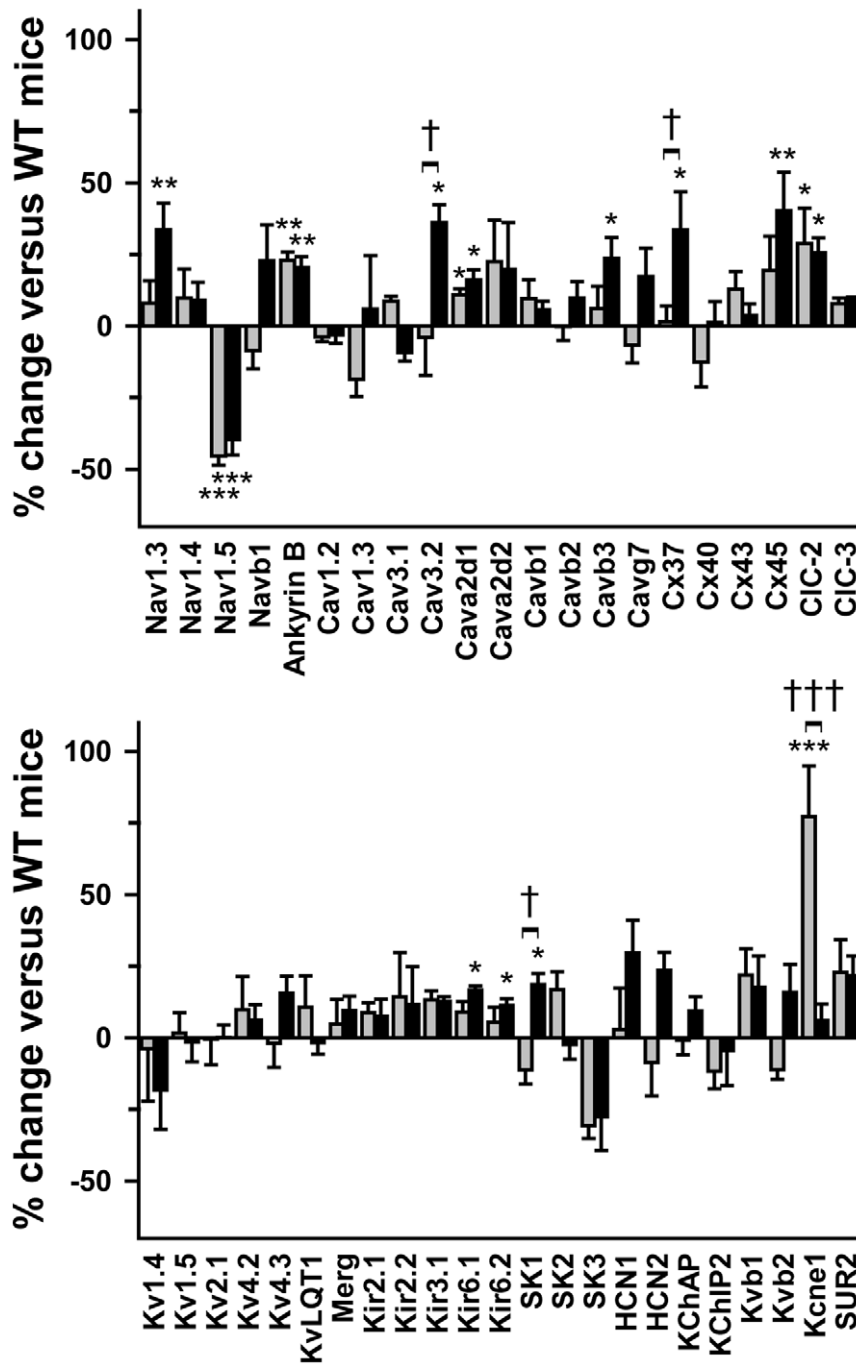 % change versus WT mice
100
50
0
-50
**
***
***
**
**
†
*
*
*
*
†
*
**
*
*
Nav1.3
Nav1.4
Nav1.5
Navb1
Ankyrin B
Cav1.2
Cav1.3
Cav3.1
Cav3.2
Cava2d1
Cava2d2
Cavb1
Cavb2
Cavb3
Cavg7
Cx37
Cx40
Cx43
Cx45
ClC-2
ClC-3
% change versus WT mice
100
50
0
-50
*
*
†
*
†††
***
Kv1.4
Kv1.5
Kv2.1
Kv4.2
Kv4.3
KvLQT1
Merg
Kir2.1
Kir2.2
Kir3.1
Kir6.1
Kir6.2
SK1
SK2
SK3
HCN1
HCN2
KChAP
KChIP2
Kvb1
Kvb2
Kcne1
SUR2